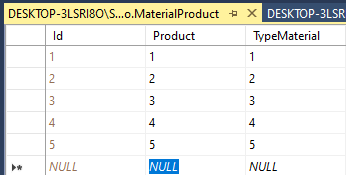 DESKTOP-3LSRI8O\S...o.MaterialProduct DESKTOP-3LSRI
Id Product TypeMaterial
1 1 1
2 2 2
3 3 3
4 4 4
5 5 5
NULL NULL NULL